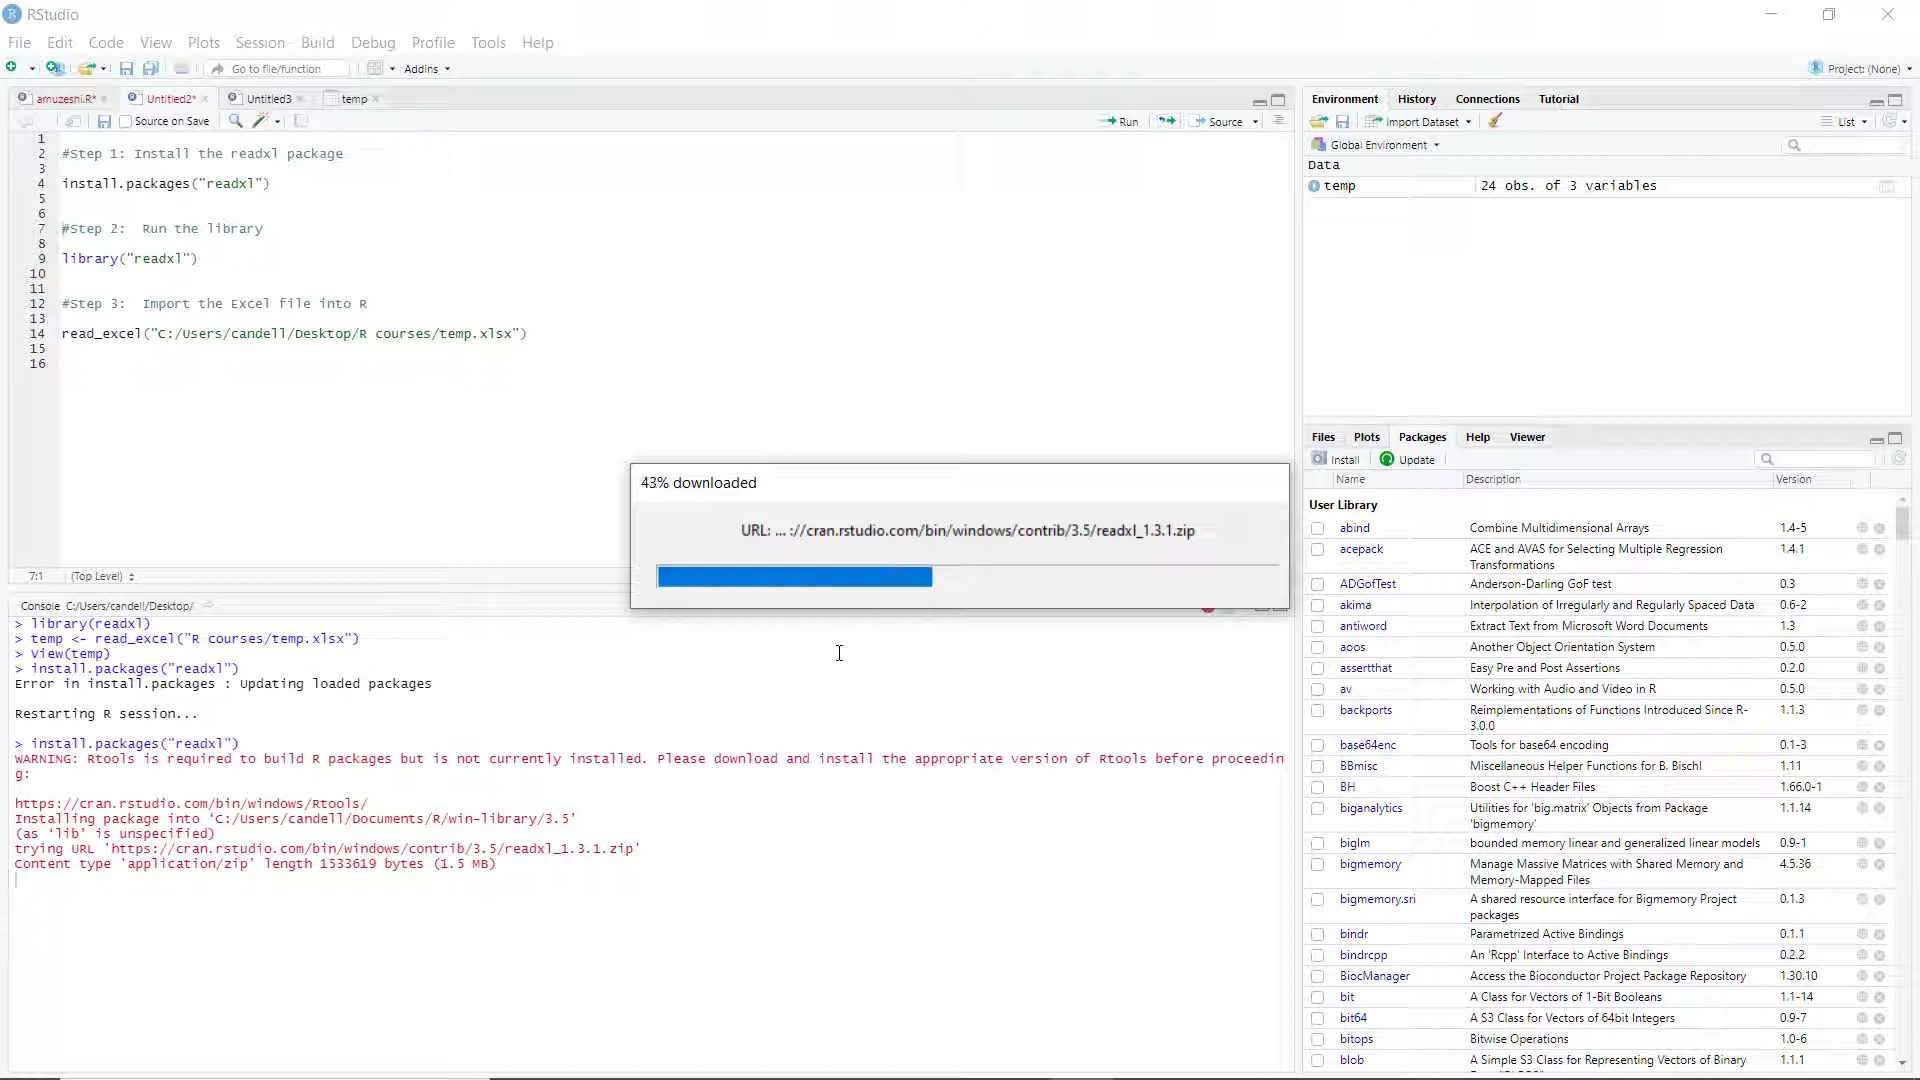 RStudio
File Edit Code View Plots Session Build Debug Profile Tools Help
Go to file/function Addins Project: (None)
amuzeshi.R* Untitled2* Untitled3 temp
Source on Save Run Source
1
2 #Step 1: Install the readxl package
3
4 install.packages("readxl")
5
6
7 #Step 2:  Run the library
8
9 library("readxl")
10
11
12 #Step 3:  Import the Excel file into R
13
14 read_excel("C:/Users/candell/Desktop/R courses/temp.xlsx")
15
16
7:1 (Top Level)
43% downloaded
URL: ... ://cran.rstudio.com/bin/windows/contrib/3.5/readxl_1.3.1.zip
Console C:/Users/candell/Desktop/
> library(readxl)
> temp <- read_excel("R courses/temp.xlsx")
> View(temp)
> install.packages("readxl")
Error in install.packages : Updating loaded packages
Restarting R session...
> install.packages("readxl")
WARNING: Rtools is required to build R packages but is not currently installed. Please download and install the appropriate version of Rtools before proceedin
g:
https://cran.rstudio.com/bin/windows/Rtools/
Installing package into ‘C:/Users/candell/Documents/R/win-library/3.5’
(as ‘lib’ is unspecified)
trying URL 'https://cran.rstudio.com/bin/windows/contrib/3.5/readxl_1.3.1.zip'
Content type 'application/zip' length 1533619 bytes (1.5 MB)
Environment History Connections Tutorial
Import Dataset List
Global Environment
Data
temp 24 obs. of 3 variables
Files Plots Packages Help Viewer
Install Update
Name Description Version
User Library
abind Combine Multidimensional Arrays 1.4-5
acepack ACE and AVAS for Selecting Multiple Regression 1.4.1
Transformations
ADGofTest Anderson-Darling GoF test 0.3
akima Interpolation of Irregularly and Regularly Spaced Data 0.6-2
antiword Extract Text from Microsoft Word Documents 1.3
aoos Another Object Orientation System 0.5.0
assertthat Easy Pre and Post Assertions 0.2.0
av Working with Audio and Video in R 0.5.0
backports Reimplementations of Functions Introduced Since R- 1.1.3
3.0.0
base64enc Tools for base64 encoding 0.1-3
BBmisc Miscellaneous Helper Functions for B. Bischl 1.11
BH Boost C++ Header Files 1.66.0-1
biganalytics Utilities for 'big.matrix' Objects from Package 1.1.14
'bigmemory'
biglm bounded memory linear and generalized linear models 0.9-1
bigmemory Manage Massive Matrices with Shared Memory and 4.5.36
Memory-Mapped Files
bigmemory.sri A shared resource interface for Bigmemory Project 0.1.3
packages
bindr Parametrized Active Bindings 0.1.1
bindrcpp An 'Rcpp' Interface to Active Bindings 0.2.2
BiocManager Access the Bioconductor Project Package Repository 1.30.10
bit A Class for Vectors of 1-Bit Booleans 1.1-14
bit64 A S3 Class for Vectors of 64bit Integers 0.9-7
bitops Bitwise Operations 1.0-6
blob A Simple S3 Class for Representing Vectors of Binary 1.1.1